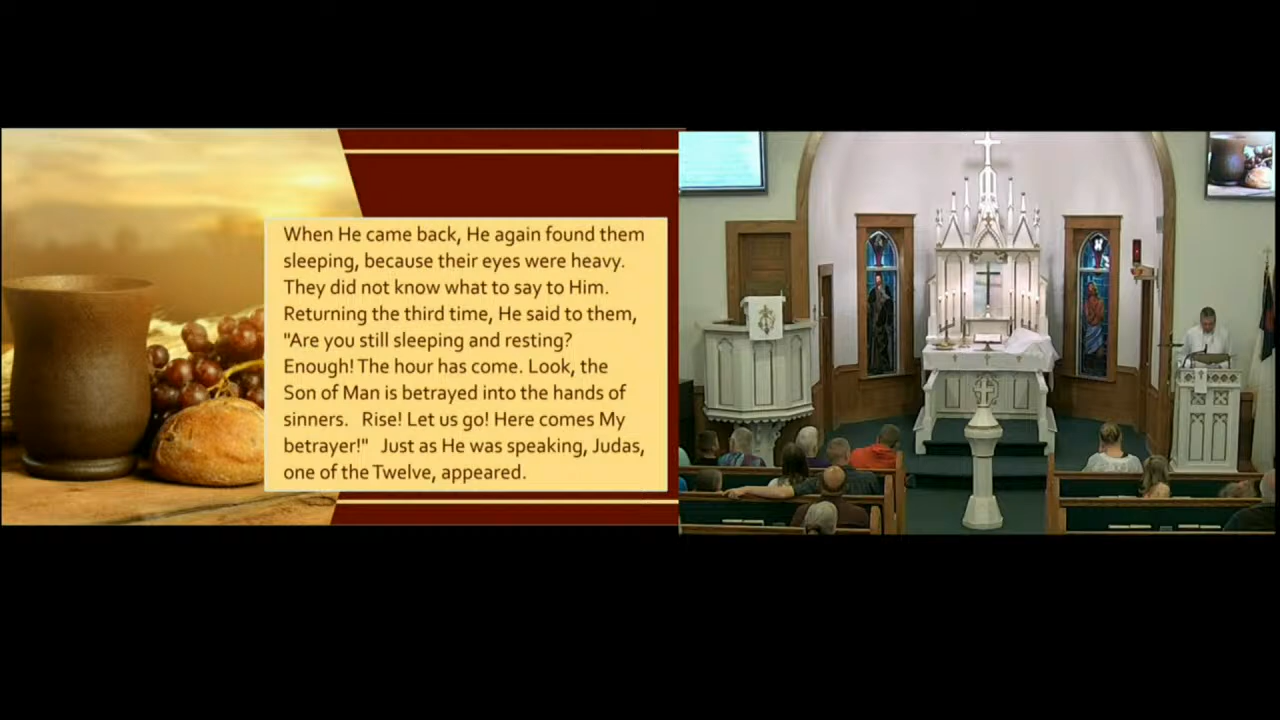 When He came back, He again found them
sleeping, because their eyes were heavy.
They did not know what to say to Him.
Returning the third time, He said to them,
"Are you still sleeping and resting?
Enough! The hour has come. Look, the
Son of Man is betrayed into the hands of
sinners. Rise! Let us go! Here comes My
betrayer!" Just as He was speaking, Judas,
one of the Twelve, appeared.